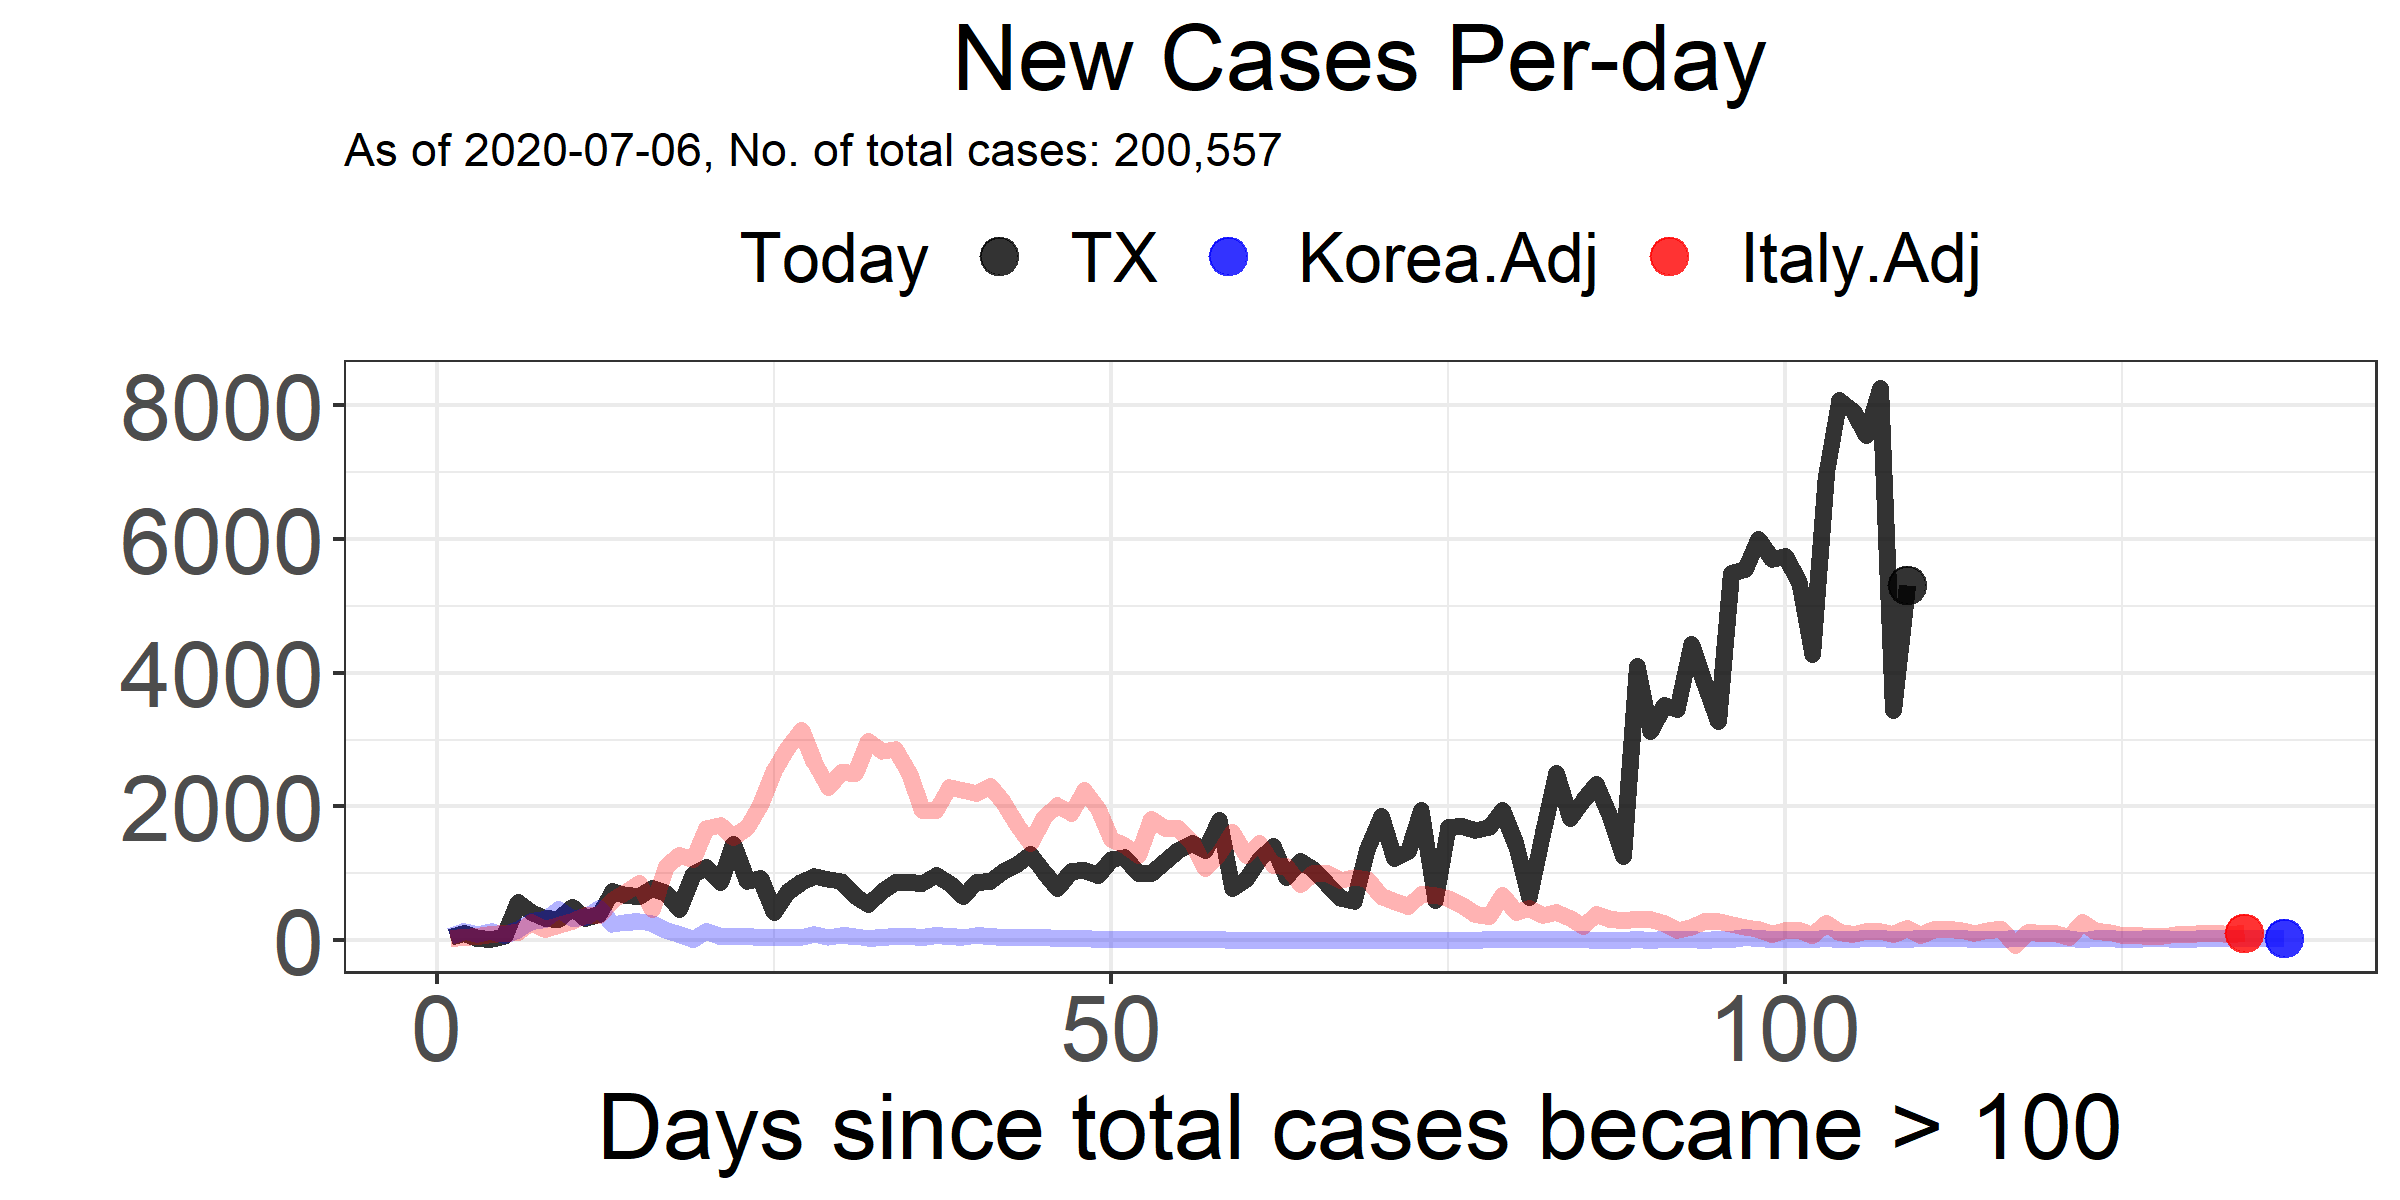 New Cases Per-day
As of 2020-07-06, No. of total cases: 200,557
Today TX Korea.Adj Italy.Adj
8000
6000
4000
2000
0
0 50 100
Days since total cases became > 100